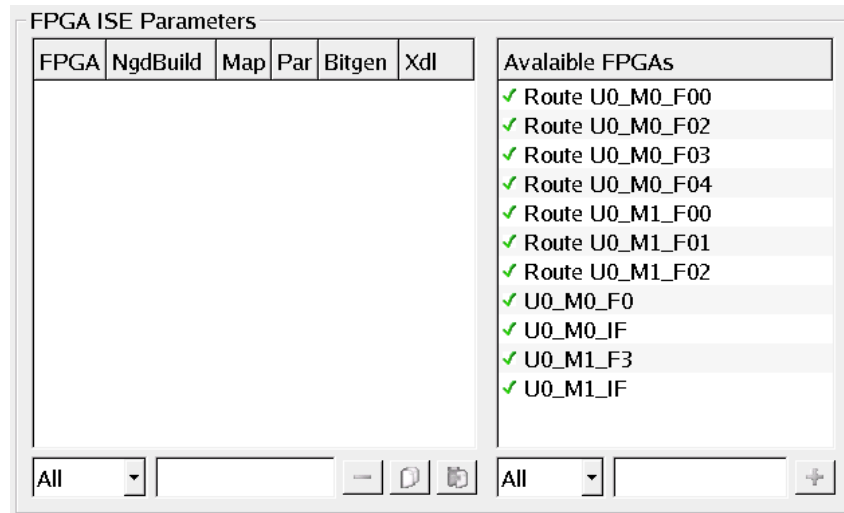 FPGA ISE Parameters
FPGA NgdBuild Map Par Bitgen Xdl
Avalaible FPGAs
Route U0_M0_F00
Route U0_M0_F02
Route U0_M0_F03
Route U0_M0_F04
Route U0_M1_F00
Route U0_M1_F01
Route U0_M1_F02
U0_M0_F0
U0_M0_IF
U0_M1_F3
U0_M1_IF
All
All